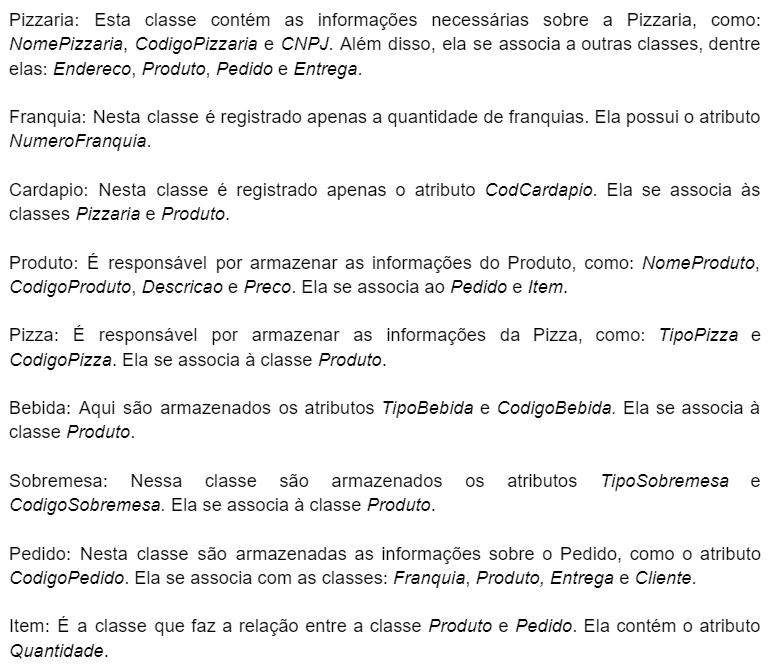 Pizzaria: Esta classe contém as informações necessárias sobre a Pizzaria, como:
NomePizzaria, CodigoPizzaria e CNPJ. Além disso, ela se associa a outras classes, dentre
elas: Endereco, Produto, Pedido e Entrega.
Franquia: Nesta classe é registrado apenas a quantidade de franquias. Ela possui o atributo
NumeroFranquia.
Cardapio: Nesta classe é registrado apenas o atributo CodCardapio. Ela se associa às
classes Pizzaria e Produto.
Produto: É responsável por armazenar as informações do Produto, como: NomeProduto,
CodigoProduto, Descricao e Preco. Ela se associa ao Pedido e Item.
Pizza: É responsável por armazenar as informações da Pizza, como: TipoPizza e
CodigoPizza. Ela se associa à classe Produto.
Bebida: Aqui são armazenados os atributos TipoBebida e CodigoBebida. Ela se associa à
classe Produto.
Sobremesa: Nessa classe são armazenados os atributos TipoSobremesa e
CodigoSobremesa. Ela se associa à classe Produto.
Pedido: Nesta classe são armazenadas as informações sobre o Pedido, como o atributo
CodigoPedido. Ela se associa com as classes: Franquia, Produto, Entrega e Cliente.
Item: É a classe que faz a relação entre a classe Produto e Pedido. Ela contém o atributo
Quantidade.